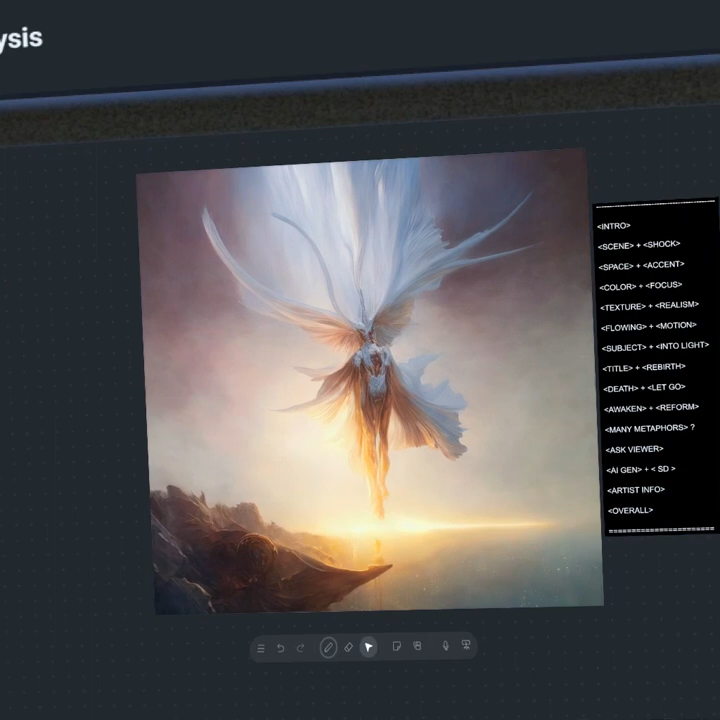 ysis
<INTRO>
<SCENE> + <SHOCK>
<SPACE> + <ACCENT>
<COLOR> + <FOCUS>
<TEXTURE> + <REALISM>
<FLOWING> + <MOTION>
<SUBJECT> + <INTO LIGHT>
<TITLE> + <REBIRTH>
<DEATH> + <LET GO>
<AWAKEN> + <REFORM>
<MANY METAPHORS> ?
<ASK VIEWER>
<AI GEN> + < SD >
<ARTIST INFO>
<OVERALL>